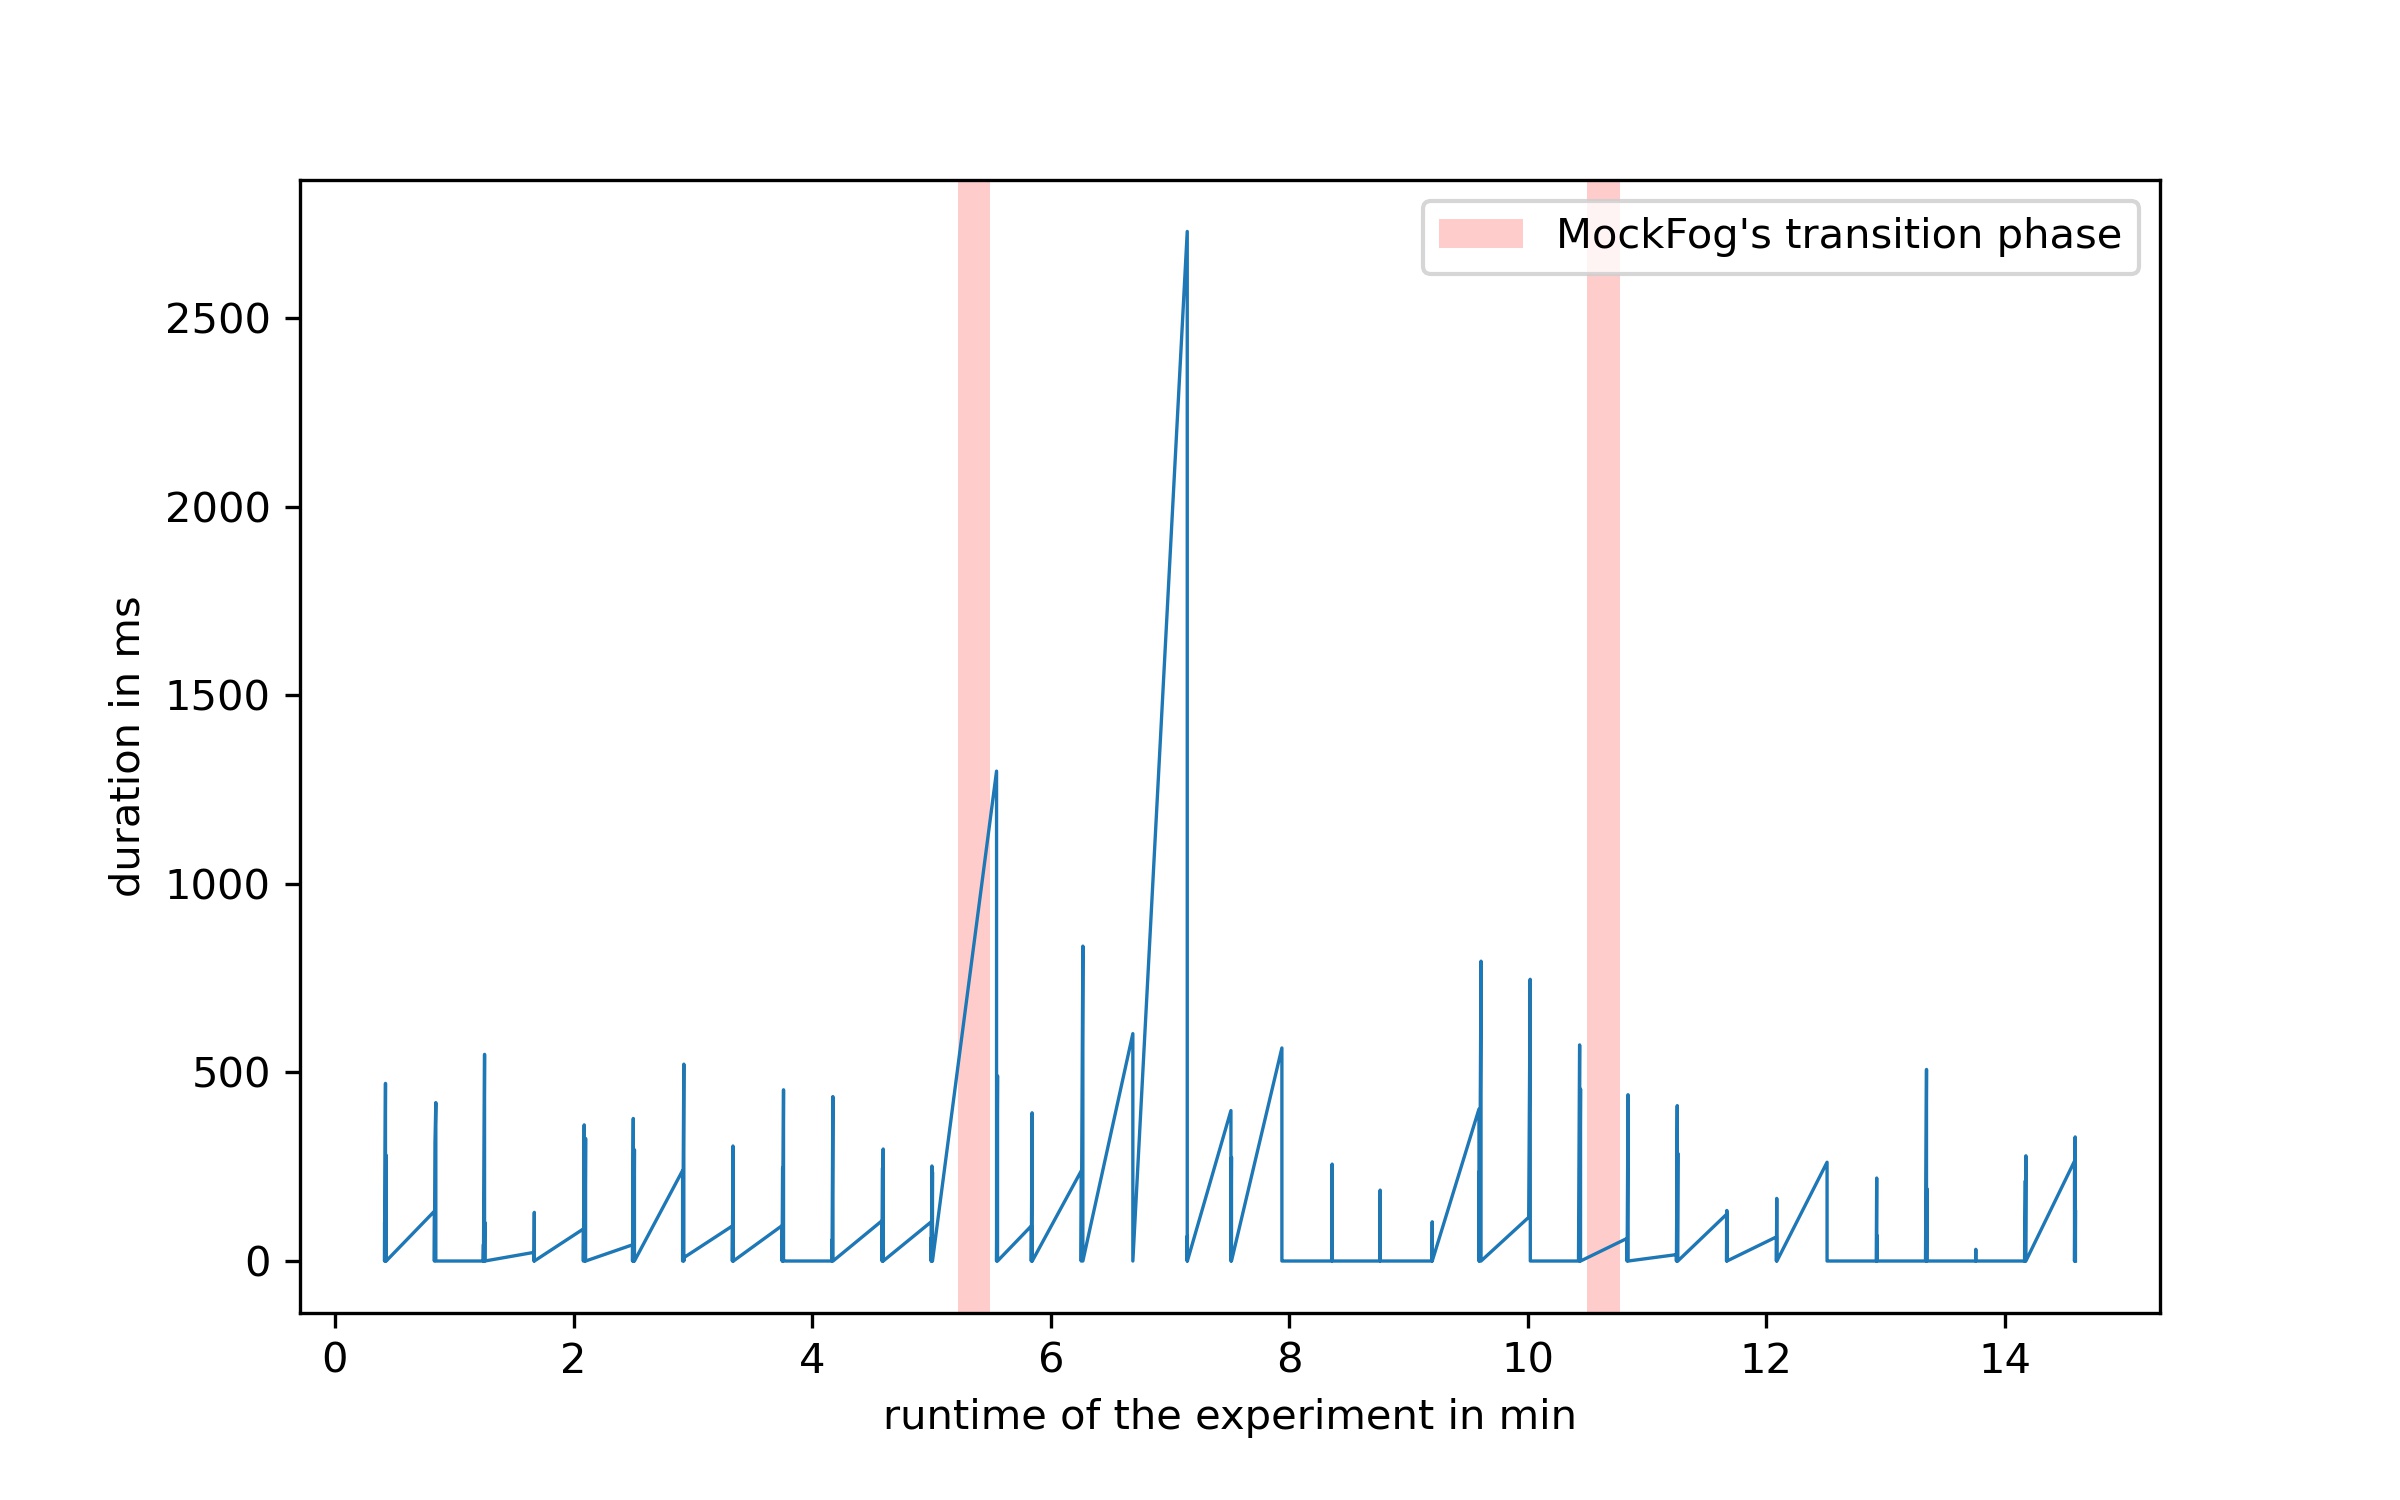 MockFog's transition phase
2500
2000
1500
1000
500
0
duration in ms
0 2 4 6 8 10 12 14
runtime of the experiment in min